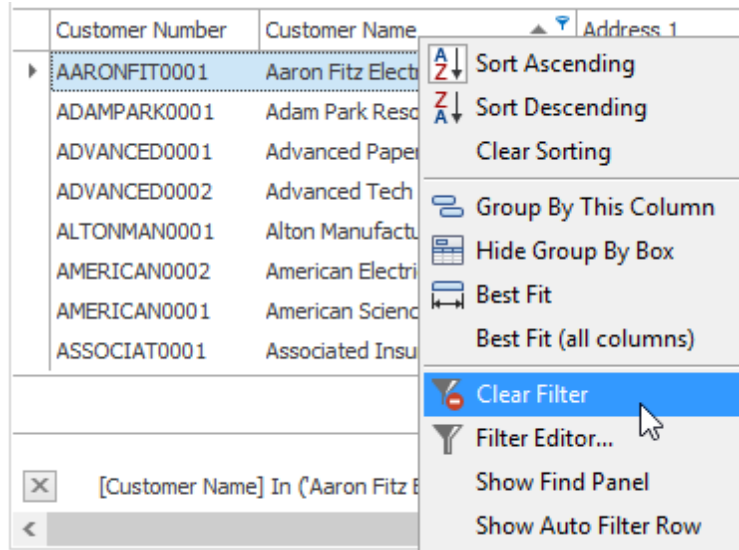 Customer Number Customer Name Address 1
AARONFIT0001 Aaron Fitz Elect
ADAMPARK0001 Adam Park Reso
ADVANCED0001 Advanced Paper
ADVANCED0002 Advanced Tech
ALTONMAN0001 Alton Manufactu
AMERICAN0002 American Electri
AMERICAN0001 American Scienc
ASSOCIAT0001 Associated Insu
[Customer Name] In ('Aaron Fitz E
Sort Ascending
Sort Descending
Clear Sorting
Group By This Column
Hide Group By Box
Best Fit
Best Fit (all columns)
Clear Filter
Filter Editor...
Show Find Panel
Show Auto Filter Row